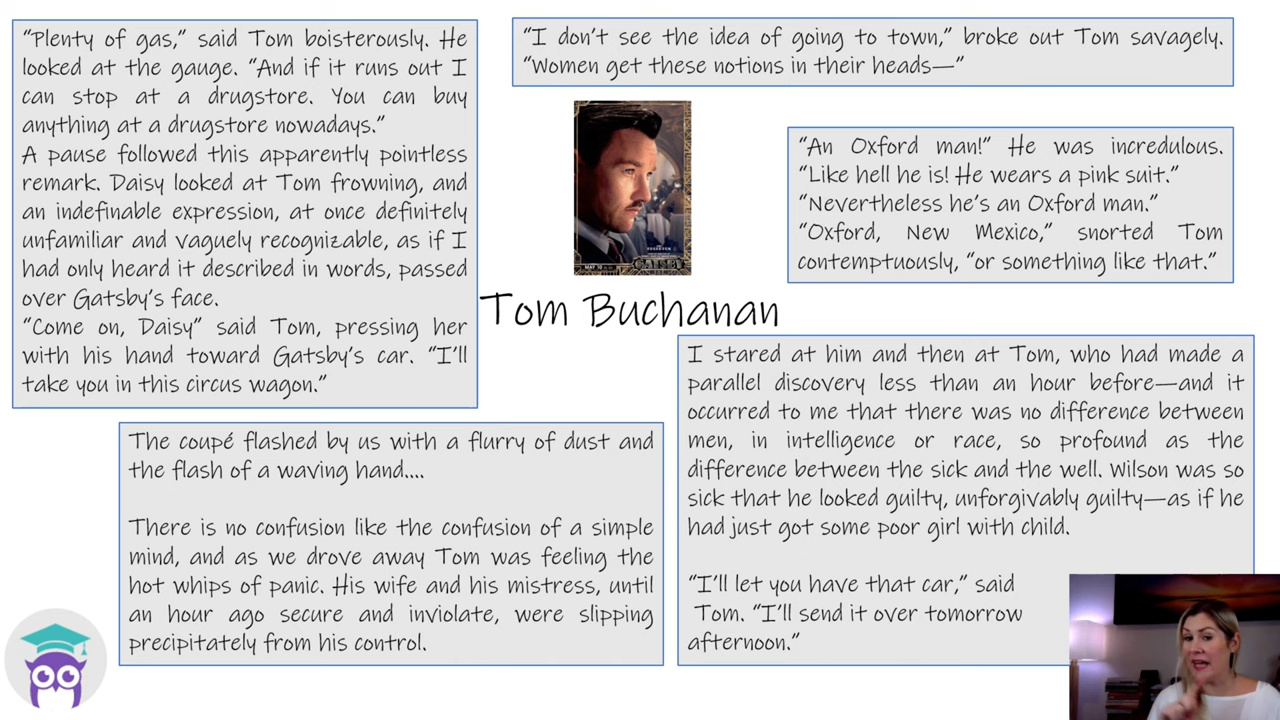 “Plenty of gas,” said Tom boisterously. He
looked at the gauge. “And if it runs out I
can stop at a drugstore. You can buy
anything at a drugstore nowadays.”
A pause followed this apparently pointless
remark. Daisy looked at Tom frowning, and
an indefinable expression, at once definitely
unfamiliar and vaguely recognizable, as if I
had only heard it described in words, passed
over Gatsby’s face.
“Come on, Daisy” said Tom, pressing her
with his hand toward Gatsby’s car. “I’ll
take you in this circus wagon.”
“I don’t see the idea of going to town,” broke out Tom savagely.
“Women get these notions in their heads—”
“An Oxford man!” He was incredulous.
“Like hell he is! He wears a pink suit.”
“Nevertheless he’s an Oxford man.”
“Oxford, New Mexico,” snorted Tom
contemptuously, “or something like that.”
MAY 10
GATSBY
Tom Buchanan
The coupé flashed by us with a flurry of dust and
the flash of a waving hand....
There is no confusion like the confusion of a simple
mind, and as we drove away Tom was feeling the
hot whips of panic. His wife and his mistress, until
an hour ago secure and inviolate, were slipping
precipitately from his control.
I stared at him and then at Tom, who had made a
parallel discovery less than an hour before—and it
occurred to me that there was no difference between
men, in intelligence or race, so profound as the
difference between the sick and the well. Wilson was so
sick that he looked guilty, unforgivably guilty—as if he
had just got some poor girl with child.
“I’ll let you have that car,” said
Tom. “I’ll send it over tomorrow
afternoon.”